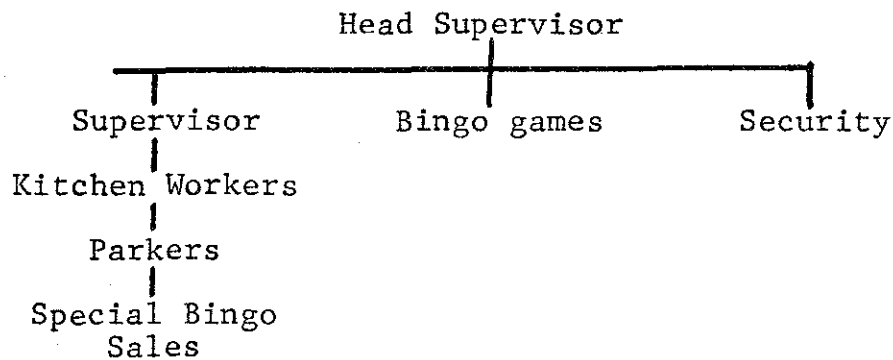 Head Supervisor
Supervisor Bingo games Security
Kitchen Workers
Parkers
Special Bingo
Sales